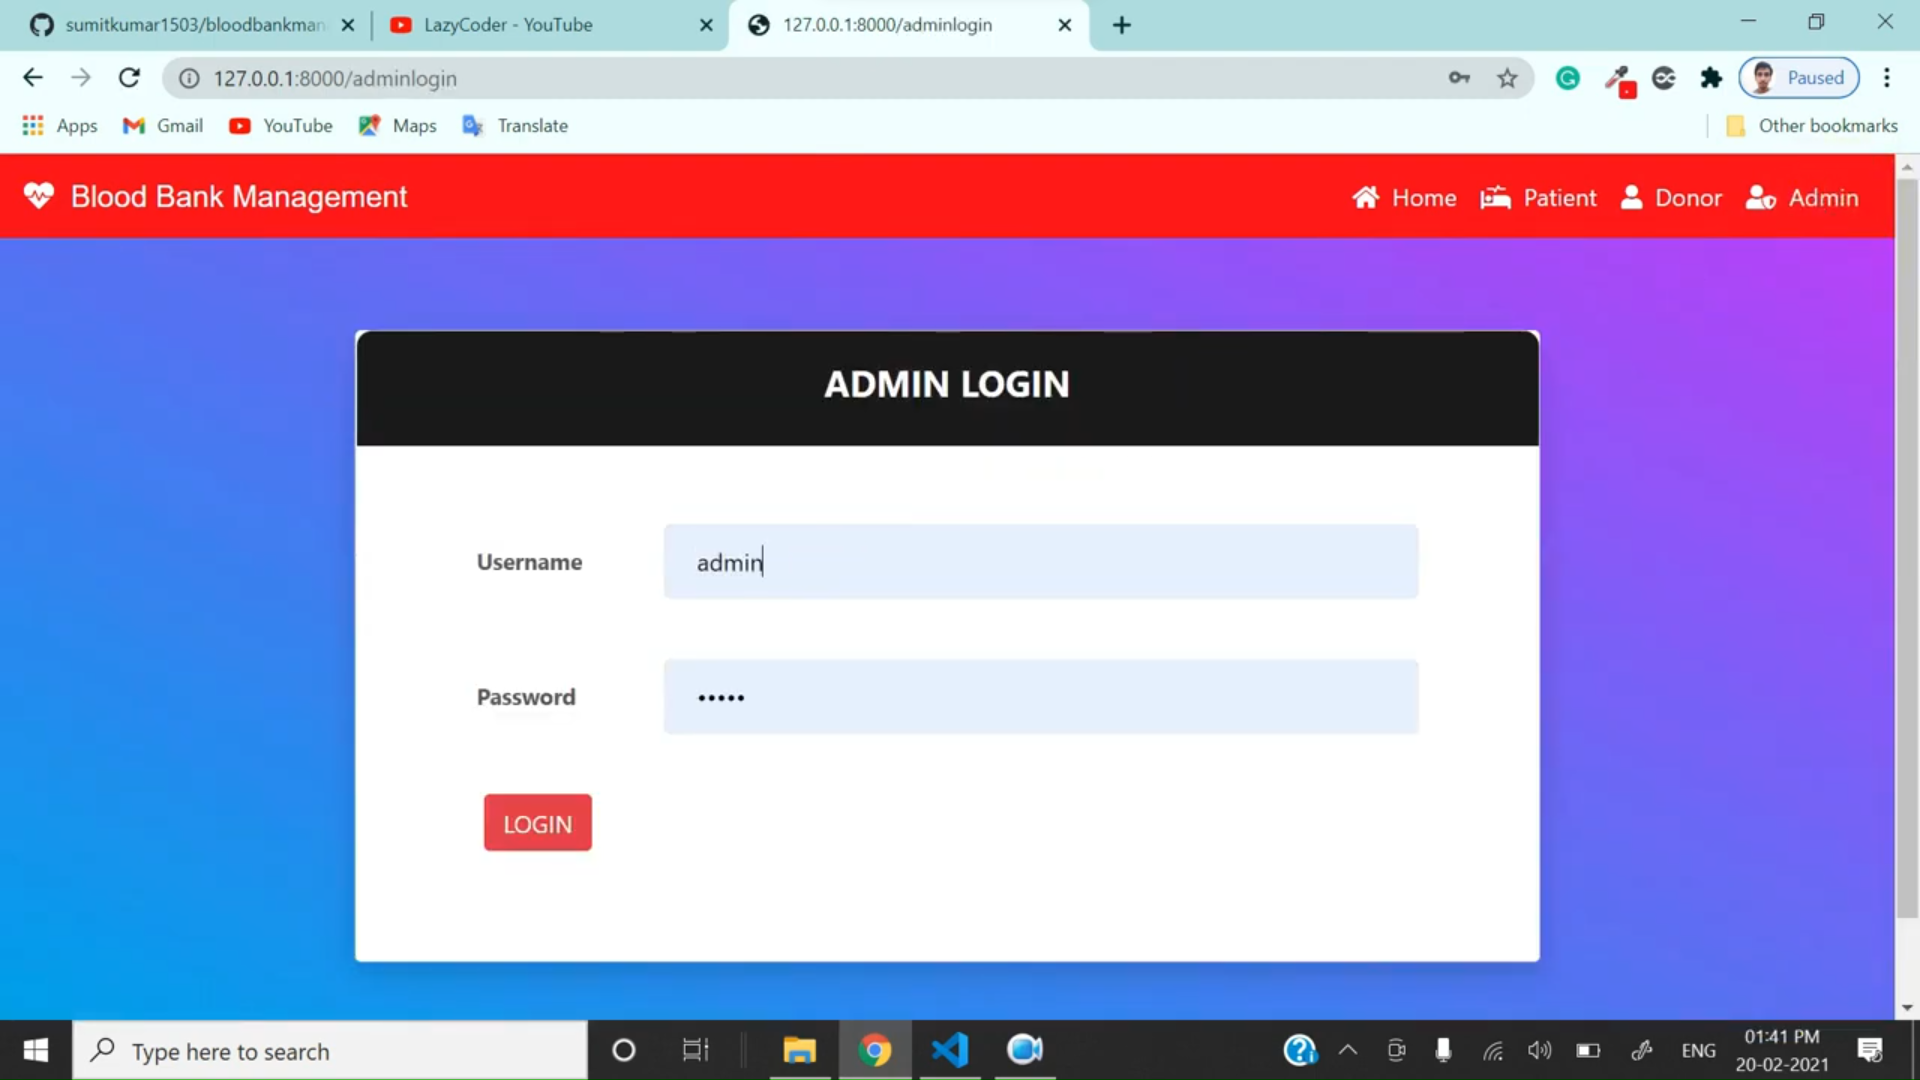 sumitkumar1503/bloodbankman
LazyCoder - YouTube
127.0.0.1:8000/adminlogin
127.0.0.1:8000/adminlogin
Paused
Apps
Gmail
YouTube
Maps
Translate
Other bookmarks
Blood Bank Management
Home
Patient
Donor
Admin
ADMIN LOGIN
Username
admin
Password
•••••
LOGIN
Type here to search
ENG
01:41 PM
20-02-2021